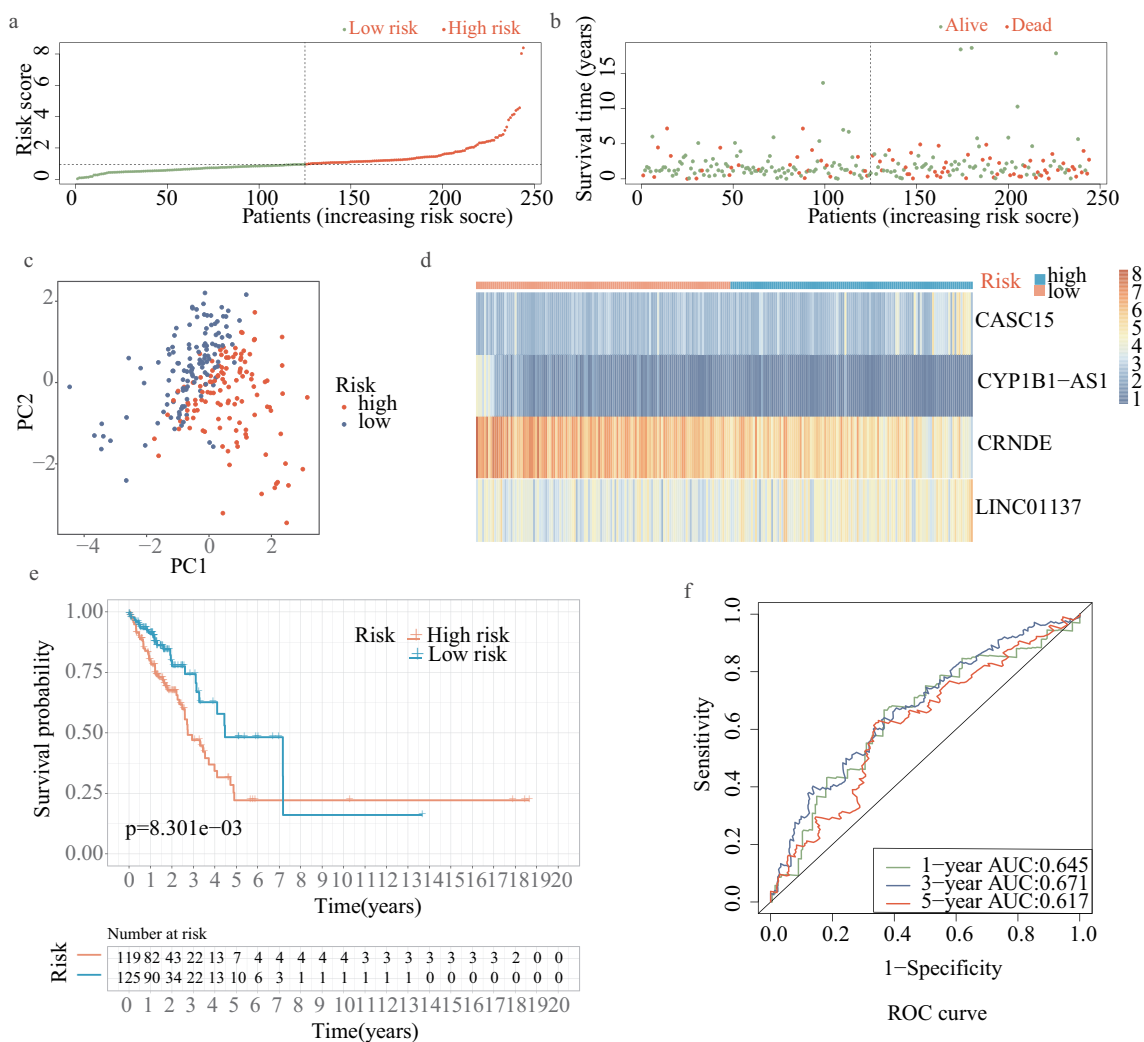 a
Low risk
High risk
Risk score
0
2
4
6
8
0
50
100
150
200
250
Patients (increasing risk socre)
b
Alive
Dead
Survival time (years)
0
5
10
15
0
50
100
150
200
250
Patients (increasing risk socre)
c
PC2
2
0
−2
−4
−2
0
2
PC1
Risk
high
low
d
Risk
high
low
CASC15
CYP1B1−AS1
CRNDE
LINC01137
8
7
6
5
4
3
2
1
e
Survival probability
1.00
0.75
0.50
0.25
0.00
Risk
High risk
Low risk
p=8.301e−03
0 1 2 3 4 5 6 7 8 9 10 11 12 13 14 15 16 17 18 19 20
Time(years)
Number at risk
Risk
119 82 43 22 13 7 4 4 4 4 4 3 3 3 3 3 3 3 2 0 0
125 90 34 22 13 10 6 3 1 1 1 1 1 1 0 0 0 0 0 0 0
0 1 2 3 4 5 6 7 8 9 10 11 12 13 14 15 16 17 18 19 20
Time(years)
f
Sensitivity
0.0
0.2
0.4
0.6
0.8
1.0
1−year AUC:0.645
3−year AUC:0.671
5−year AUC:0.617
0.0
0.2
0.4
0.6
0.8
1.0
1−Specificity
ROC curve